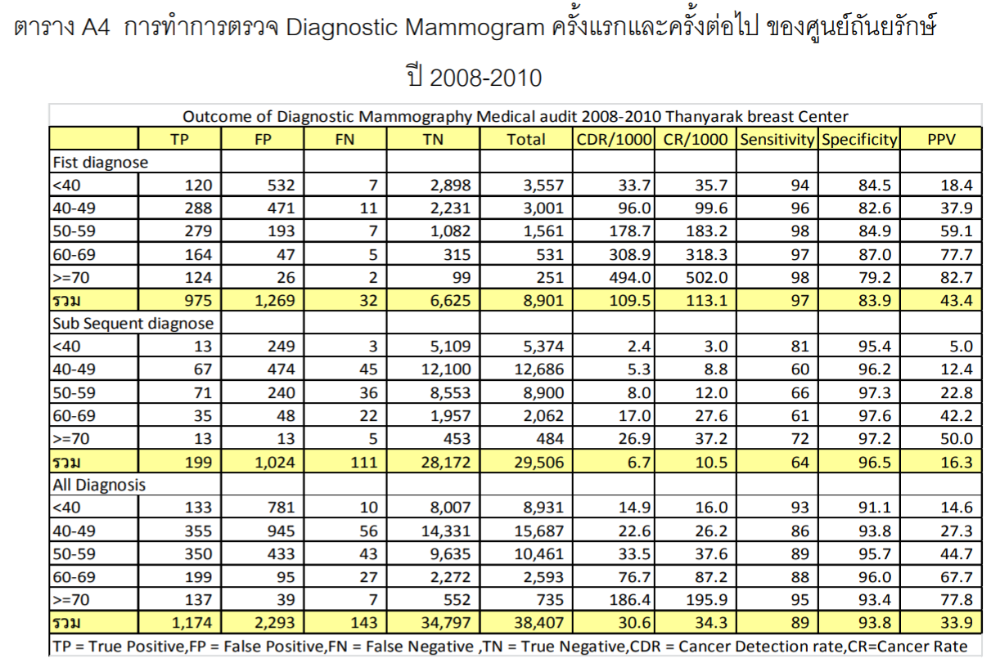 ตาราง A4 การทำการตรวจ Diagnostic Mammogram ครั้งแรกและครั้งต่อไป ของศูนย์ถันยรักษ์
ปี 2008-2010
Outcome of Diagnostic Mammography Medical audit 2008-2010 Thanyarak breast Center
TP FP FN TN Total CDR/1000 CR/1000 Sensitivity Specificity PPV
Fist diagnose
<40 120 532 7 2,898 3,557 33.7 35.7 94 84.5 18.4
40-49 288 471 11 2,231 3,001 96.0 99.6 96 82.6 37.9
50-59 279 193 7 1,082 1,561 178.7 183.2 98 84.9 59.1
60-69 164 47 5 315 531 308.9 318.3 97 87.0 77.7
>=70 124 26 2 99 251 494.0 502.0 98 79.2 82.7
รวม 975 1,269 32 6,625 8,901 109.5 113.1 97 83.9 43.4
Sub Sequent diagnose
<40 13 249 3 5,109 5,374 2.4 3.0 81 95.4 5.0
40-49 67 474 45 12,100 12,686 5.3 8.8 60 96.2 12.4
50-59 71 240 36 8,553 8,900 8.0 12.0 66 97.3 22.8
60-69 35 48 22 1,957 2,062 17.0 27.6 61 97.6 42.2
>=70 13 13 5 453 484 26.9 37.2 72 97.2 50.0
รวม 199 1,024 111 28,172 29,506 6.7 10.5 64 96.5 16.3
All Diagnosis
<40 133 781 10 8,007 8,931 14.9 16.0 93 91.1 14.6
40-49 355 945 56 14,331 15,687 22.6 26.2 86 93.8 27.3
50-59 350 433 43 9,635 10,461 33.5 37.6 89 95.7 44.7
60-69 199 95 27 2,272 2,593 76.7 87.2 88 96.0 67.7
>=70 137 39 7 552 735 186.4 195.9 95 93.4 77.8
รวม 1,174 2,293 143 34,797 38,407 30.6 34.3 89 93.8 33.9
TP = True Positive,FP = False Positive,FN = False Negative ,TN = True Negative,CDR = Cancer Detection rate,CR=Cancer Rate